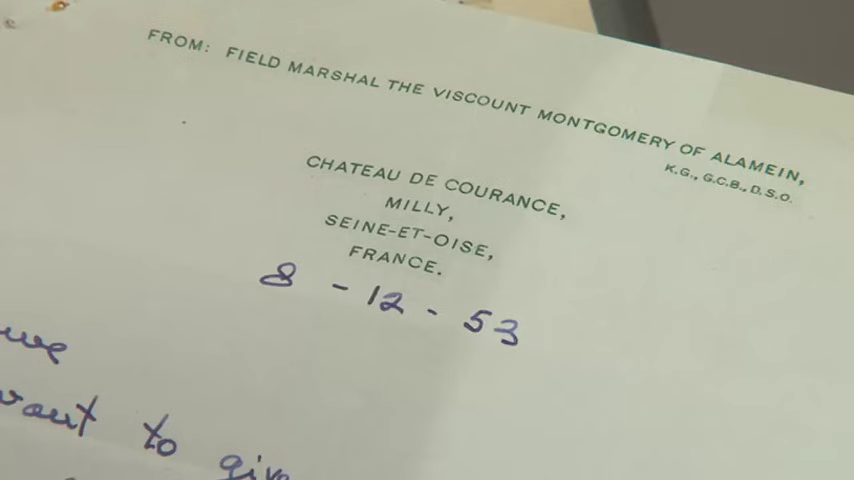 FROM: FIELD MARSHAL THE VISCOUNT MONTGOMERY OF ALAMEIN,
K.G., G.C.B., D.S.O.
CHATEAU DE COURANCE,
MILLY,
SEINE-ET-OISE,
FRANCE.
8 - 12 - 53
to